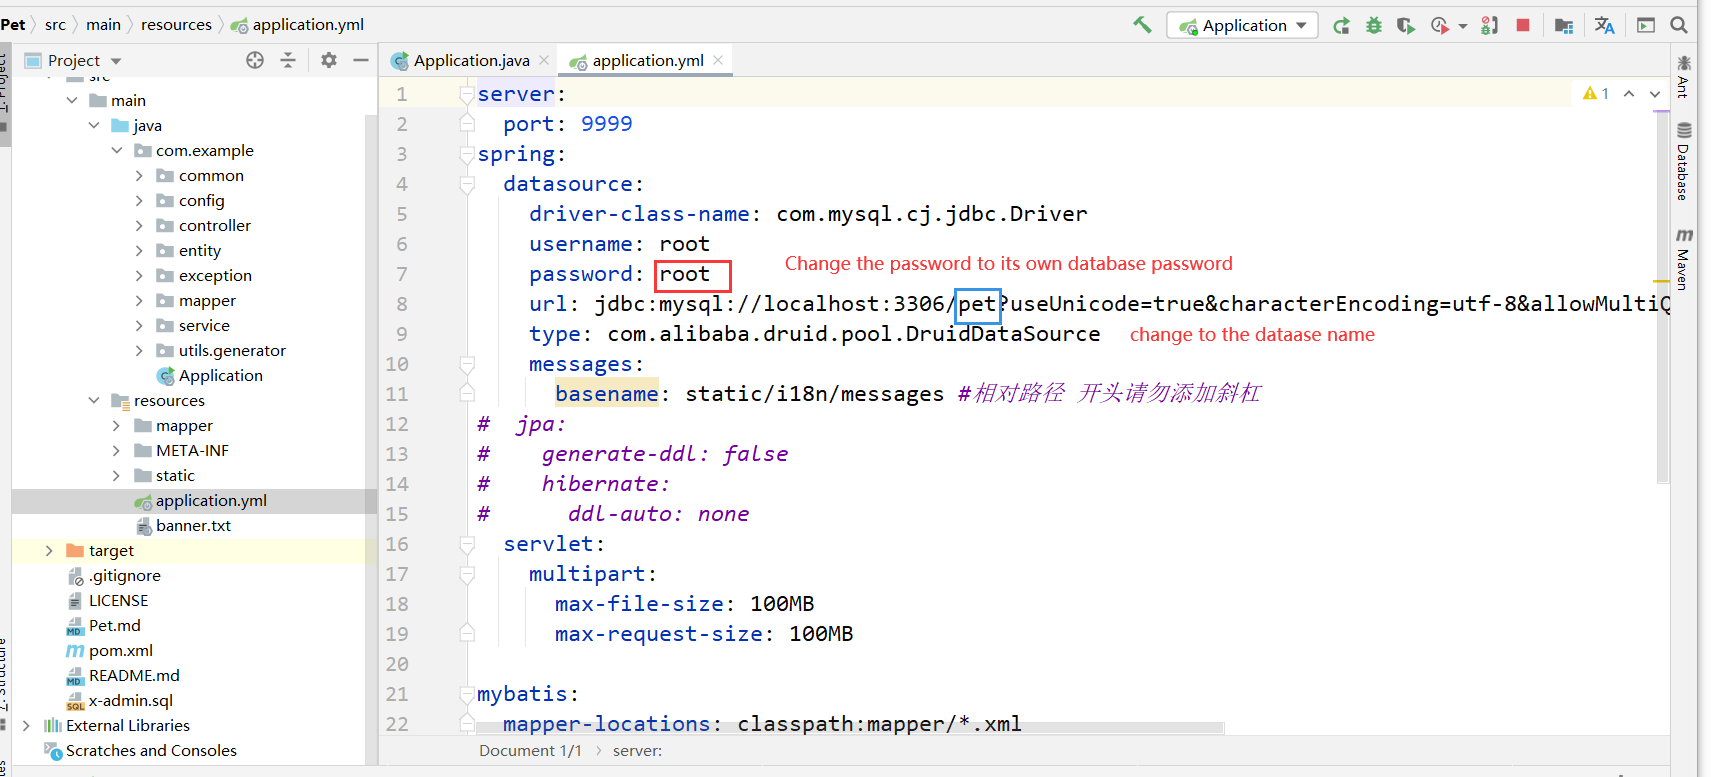 Pet src main resources application.yml
Application
Project
Application.java
application.yml
1: Project
src
main
java
com.example
common
config
controller
entity
exception
mapper
service
utils.generator
Application
resources
mapper
META-INF
static
application.yml
banner.txt
target
.gitignore
LICENSE
Pet.md
pom.xml
README.md
x-admin.sql
External Libraries
Scratches and Consoles
7: Structure
1 server:
2 port: 9999
3 spring:
4 datasource:
5 driver-class-name: com.mysql.cj.jdbc.Driver
6 username: root
7 password: root
Change the password to its own database password
8 url: jdbc:mysql://localhost:3306/pet?useUnicode=true&characterEncoding=utf-8&allowMultiQ
9 type: com.alibaba.druid.pool.DruidDataSource
change to the dataase name
10 messages:
11 basename: static/i18n/messages #相对路径 开头请勿添加斜杠
12 # jpa:
13 # generate-ddl: false
14 # hibernate:
15 # ddl-auto: none
16 servlet:
17 multipart:
18 max-file-size: 100MB
19 max-request-size: 100MB
20
21 mybatis:
22 mapper-locations: classpath:mapper/*.xml
1
Document 1/1 server:
Ant
Database
Maven